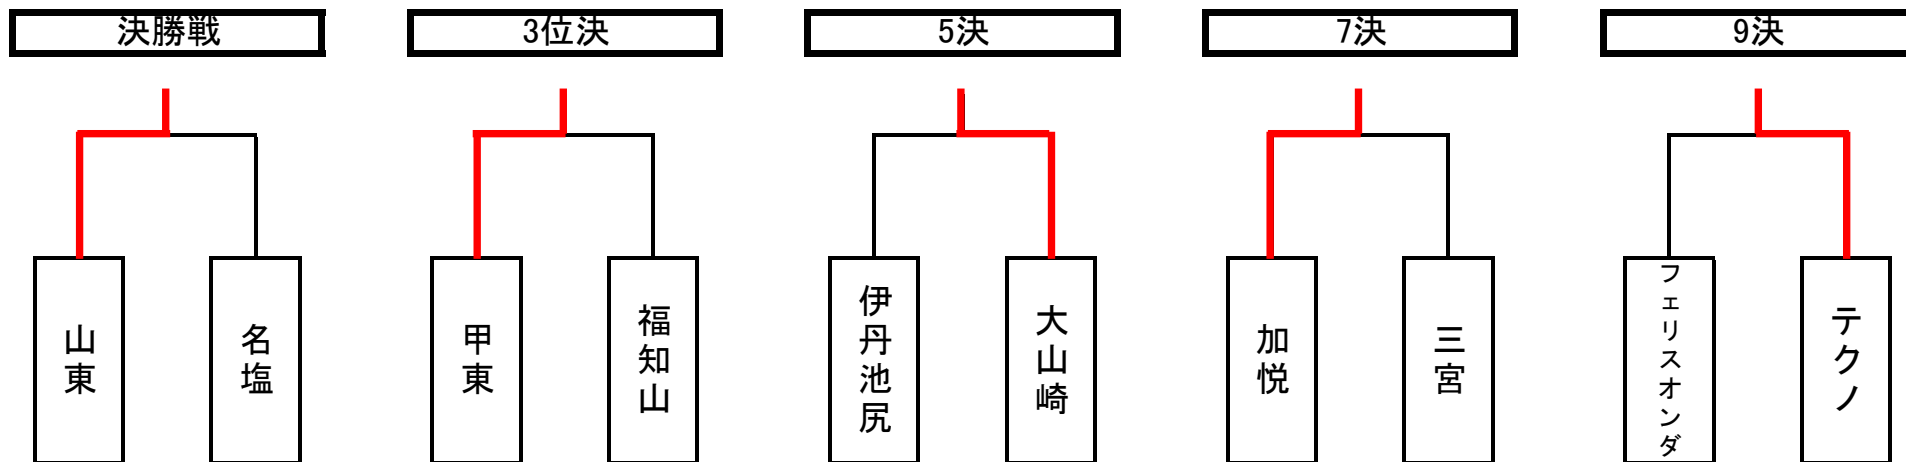 決勝戦
3位決
5決
7決
9決
山東
名塩
甲東
福知山
伊丹池尻
大山崎
加悦
三宮
フェリスオンダ
テクノ